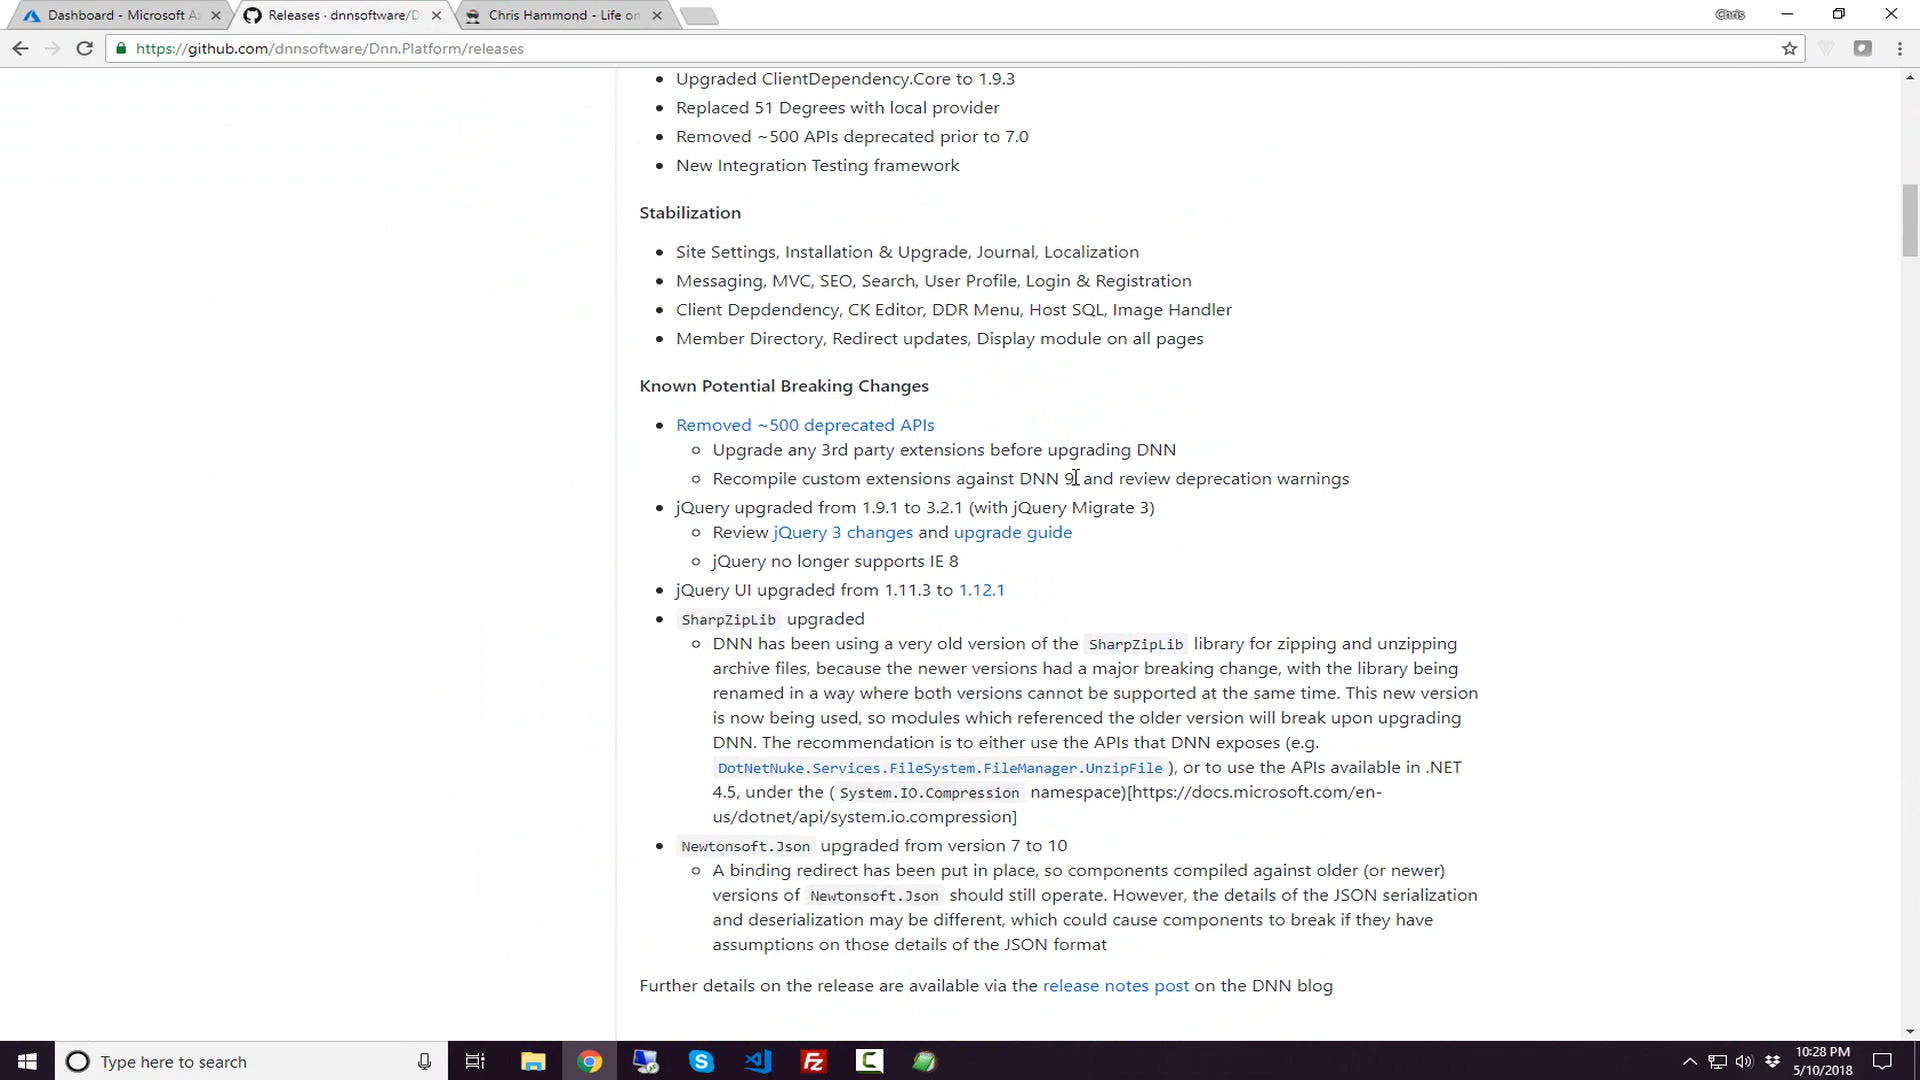 Dashboard - Microsoft A
Releases · dnnsoftware/D
Chris Hammond - Life on
Chris
https://github.com/dnnsoftware/Dnn.Platform/releases
• Upgraded ClientDependency.Core to 1.9.3
• Replaced 51 Degrees with local provider
• Removed ~500 APIs deprecated prior to 7.0
• New Integration Testing framework
Stabilization
• Site Settings, Installation & Upgrade, Journal, Localization
• Messaging, MVC, SEO, Search, User Profile, Login & Registration
• Client Depdendency, CK Editor, DDR Menu, Host SQL, Image Handler
• Member Directory, Redirect updates, Display module on all pages
Known Potential Breaking Changes
• Removed ~500 deprecated APIs
○ Upgrade any 3rd party extensions before upgrading DNN
○ Recompile custom extensions against DNN 9 and review deprecation warnings
• jQuery upgraded from 1.9.1 to 3.2.1 (with jQuery Migrate 3)
○ Review jQuery 3 changes and upgrade guide
○ jQuery no longer supports IE 8
• jQuery UI upgraded from 1.11.3 to 1.12.1
• SharpZipLib upgraded
○ DNN has been using a very old version of the SharpZipLib library for zipping and unzipping
archive files, because the newer versions had a major breaking change, with the library being
renamed in a way where both versions cannot be supported at the same time. This new version
is now being used, so modules which referenced the older version will break upon upgrading
DNN. The recommendation is to either use the APIs that DNN exposes (e.g.
DotNetNuke.Services.FileSystem.FileManager.UnzipFile ), or to use the APIs available in .NET
4.5, under the ( System.IO.Compression namespace)[https://docs.microsoft.com/en-
us/dotnet/api/system.io.compression]
• Newtonsoft.Json upgraded from version 7 to 10
○ A binding redirect has been put in place, so components compiled against older (or newer)
versions of Newtonsoft.Json should still operate. However, the details of the JSON serialization
and deserialization may be different, which could cause components to break if they have
assumptions on those details of the JSON format
Further details on the release are available via the release notes post on the DNN blog
Type here to search
10:28 PM
5/10/2018